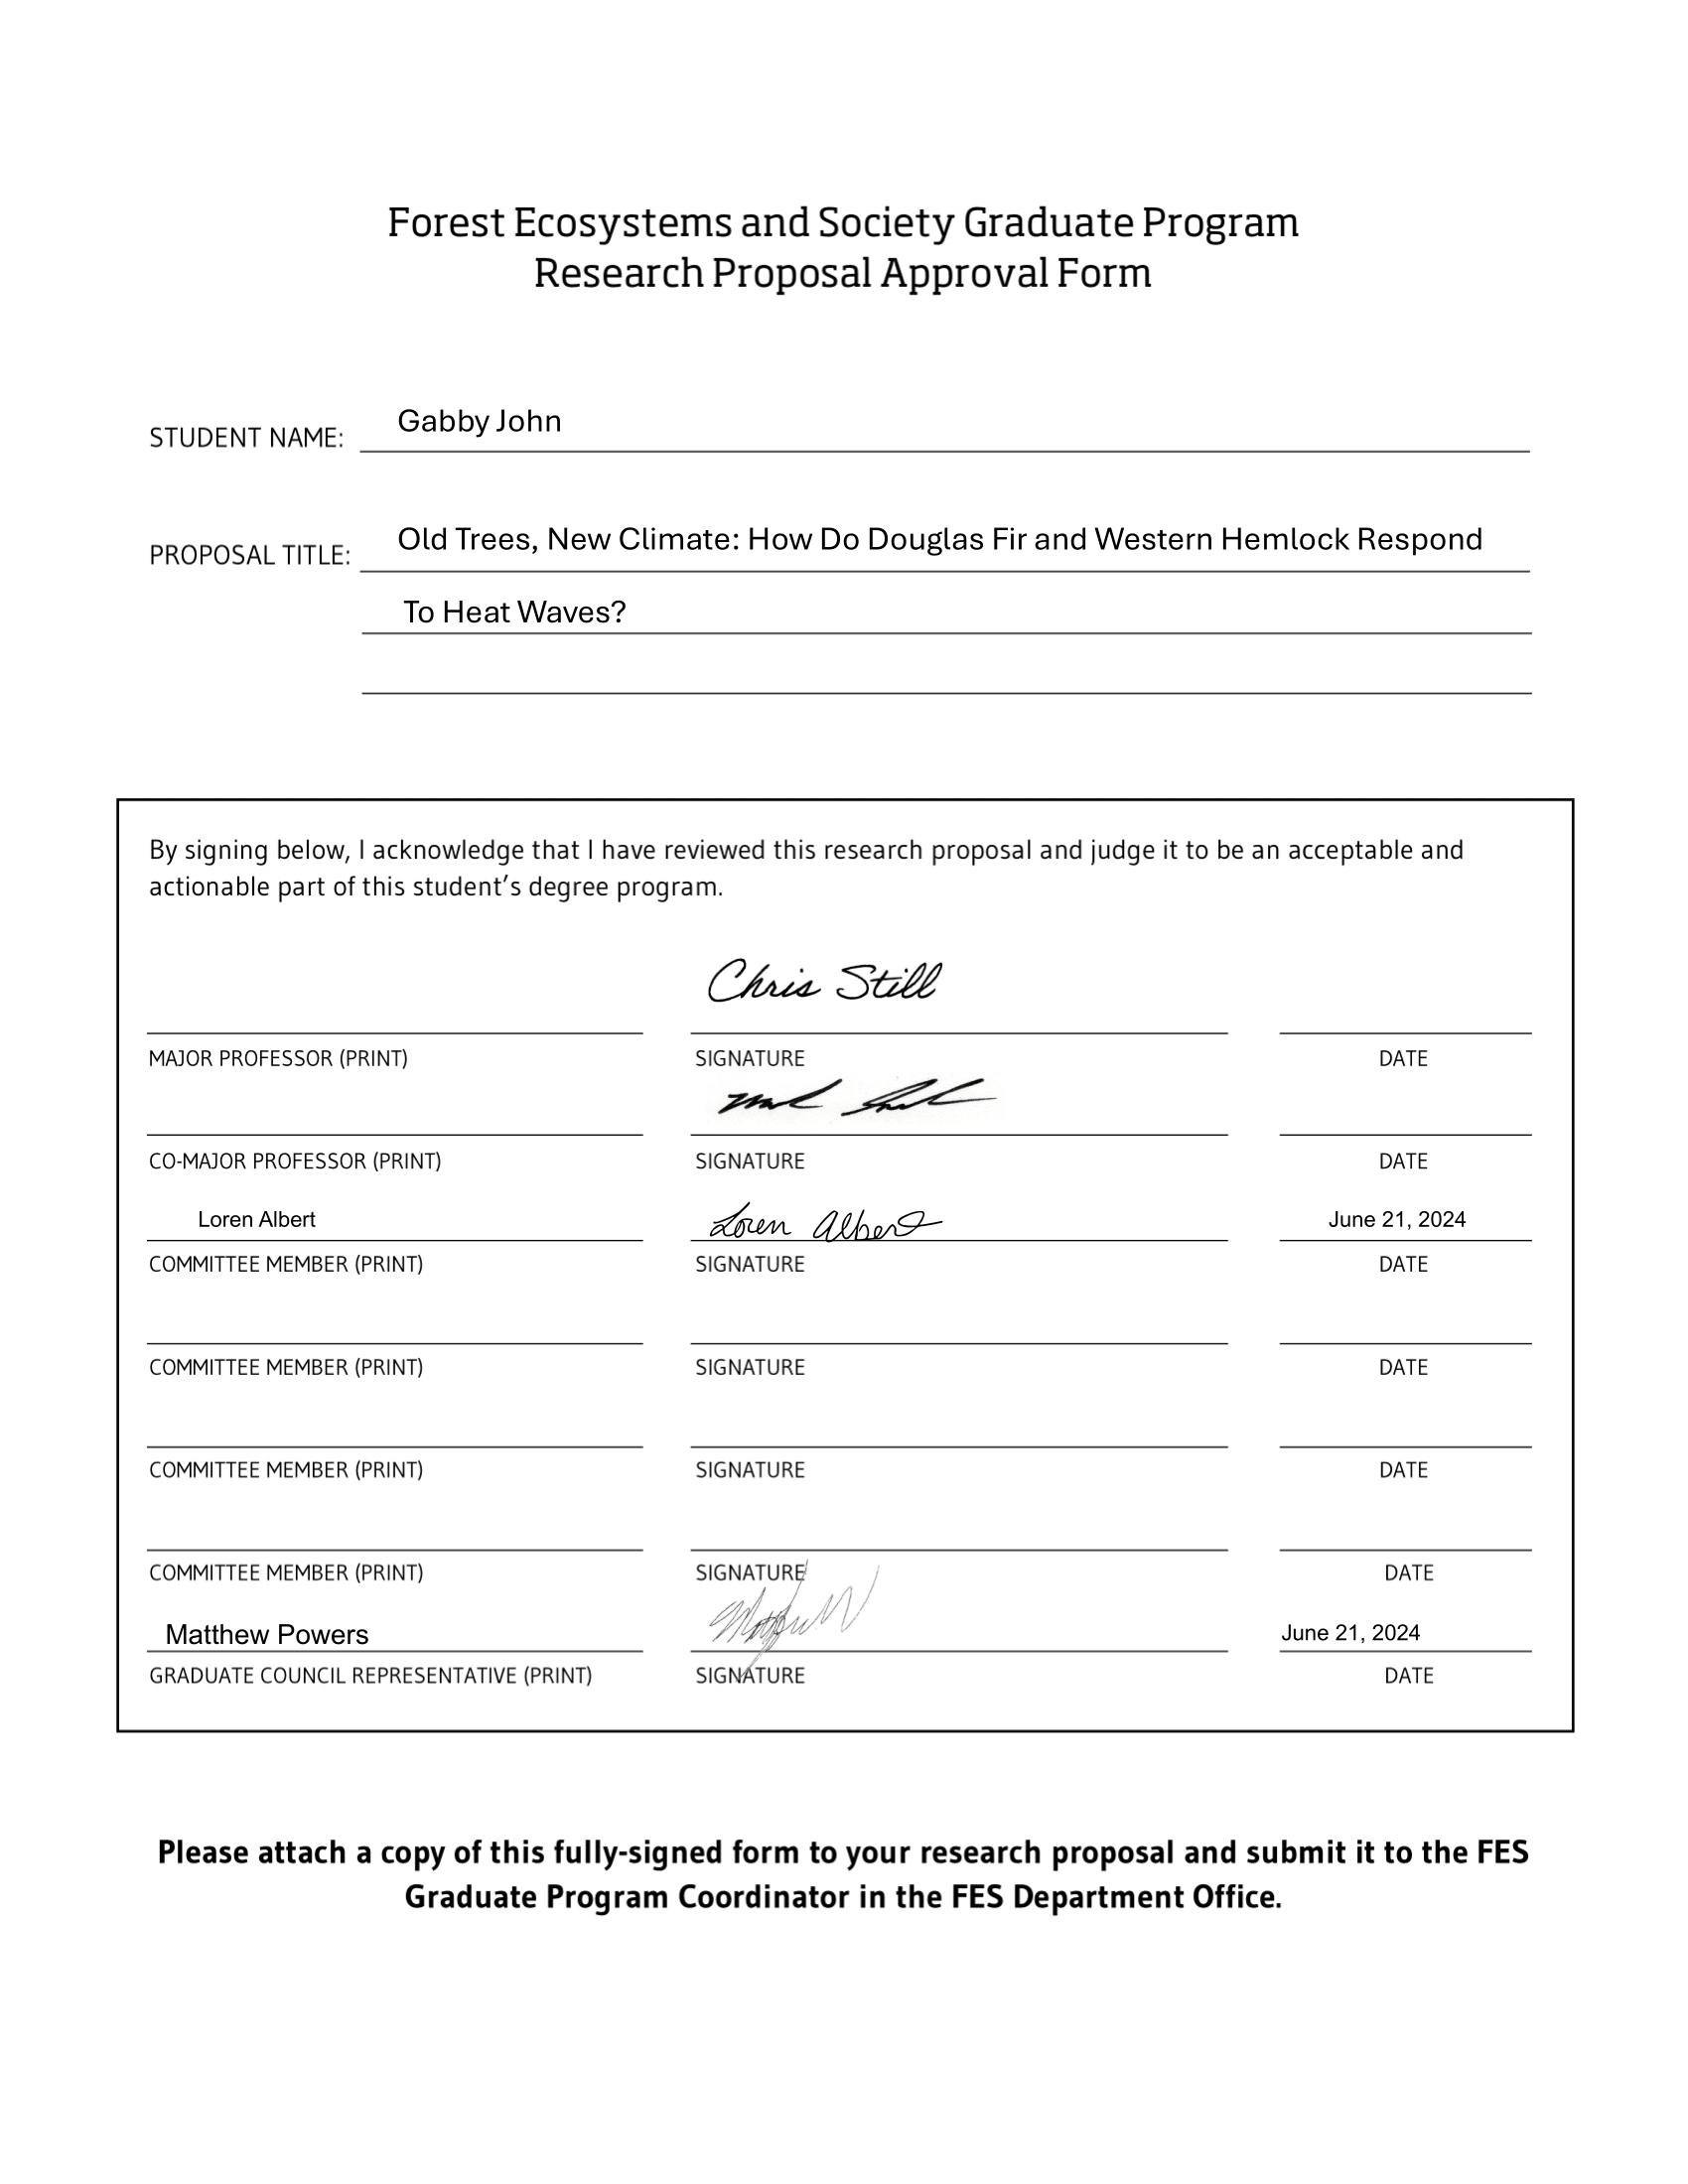 Forest Ecosystems and Society Graduate Program
Research Proposal Approval Form
STUDENT NAME: Gabby John
PROPOSAL TITLE: Old Trees, New Climate: How Do Douglas Fir and Western Hemlock Respond
To Heat Waves?
By signing below, I acknowledge that I have reviewed this research proposal and judge it to be an acceptable and
actionable part of this student's degree program.
Chris Still
MAJOR PROFESSOR (PRINT) SIGNATURE DATE
CO-MAJOR PROFESSOR (PRINT) SIGNATURE DATE
Loren Albert Loren Albert June 21, 2024
COMMITTEE MEMBER (PRINT) SIGNATURE DATE
COMMITTEE MEMBER (PRINT) SIGNATURE DATE
COMMITTEE MEMBER (PRINT) SIGNATURE DATE
COMMITTEE MEMBER (PRINT) SIGNATURE DATE
Matthew Powers June 21, 2024
GRADUATE COUNCIL REPRESENTATIVE (PRINT) SIGNATURE DATE
Please attach a copy of this fully-signed form to your research proposal and submit it to the FES
Graduate Program Coordinator in the FES Department Office.